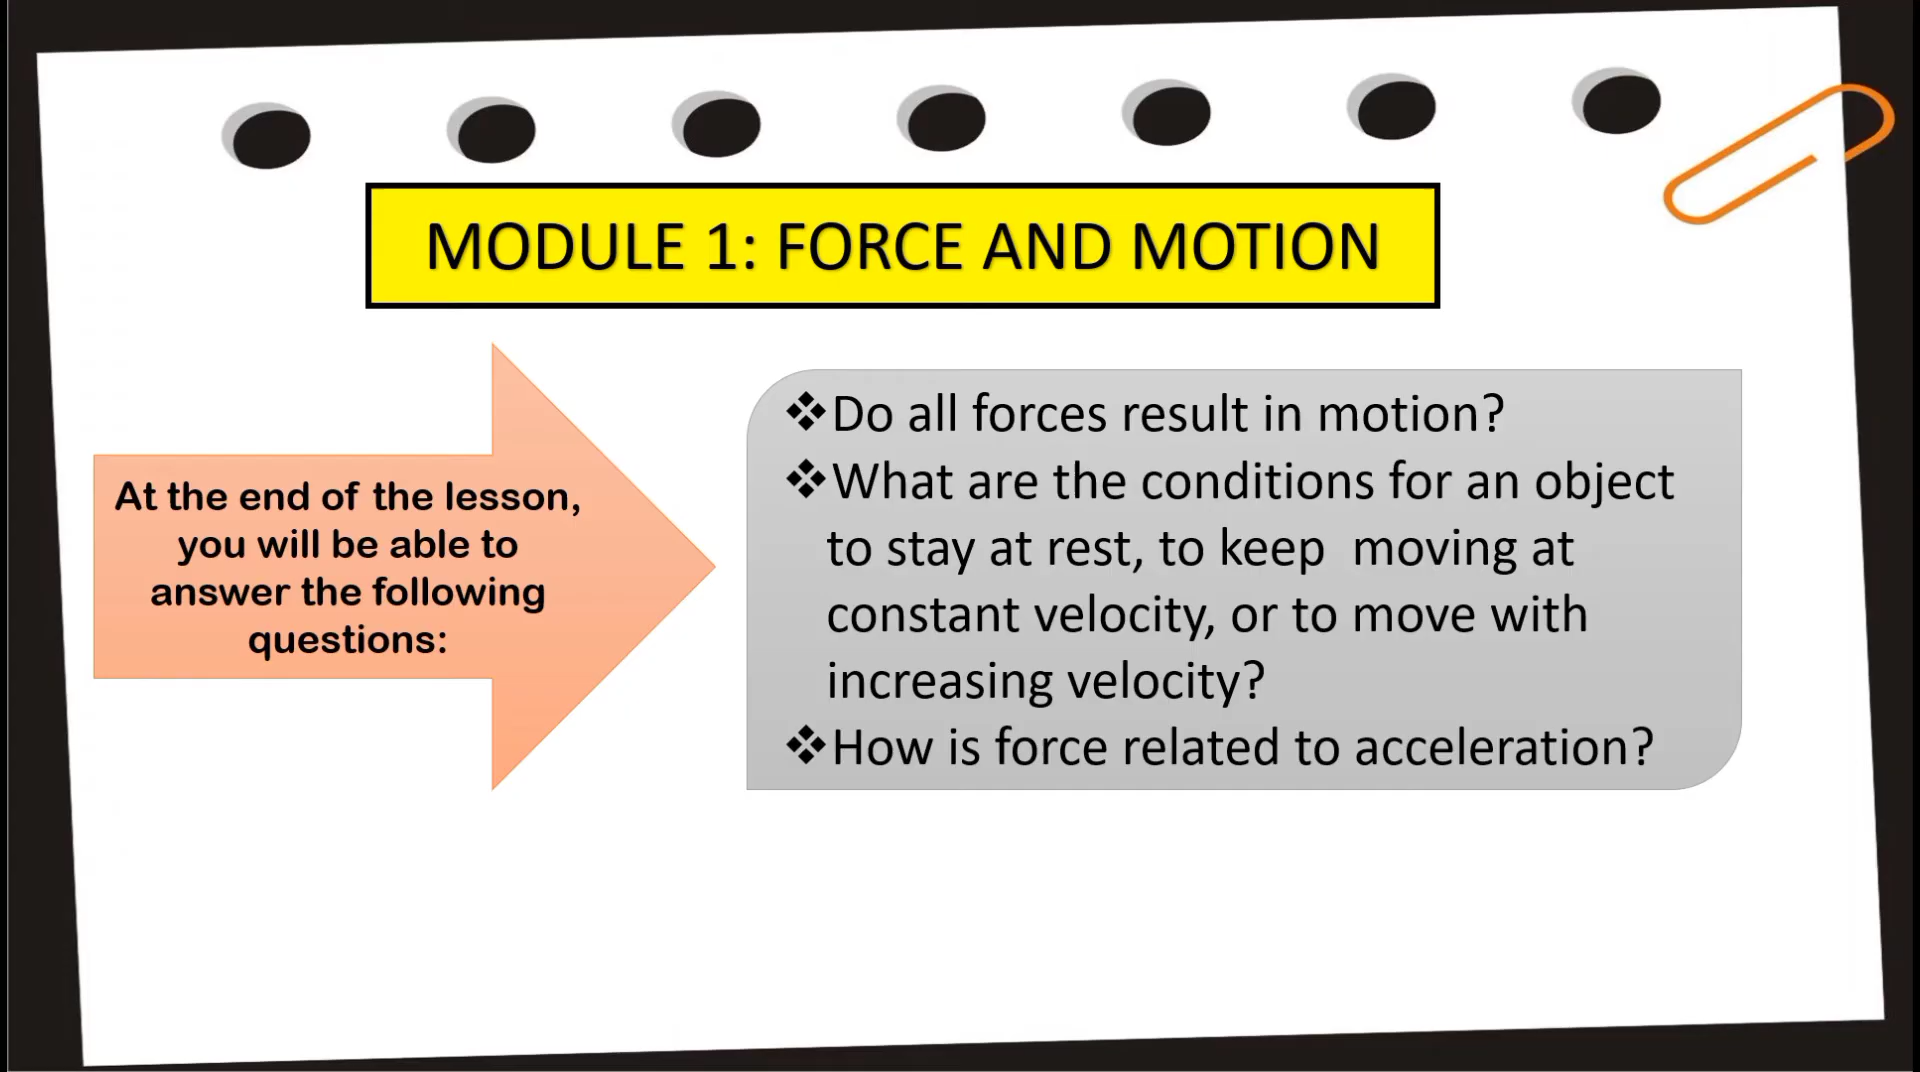 MODULE 1: FORCE AND MOTION
At the end of the lesson,
you will be able to
answer the following
questions:
❖Do all forces result in motion?
❖What are the conditions for an object
to stay at rest, to keep  moving at
constant velocity, or to move with
increasing velocity?
❖How is force related to acceleration?